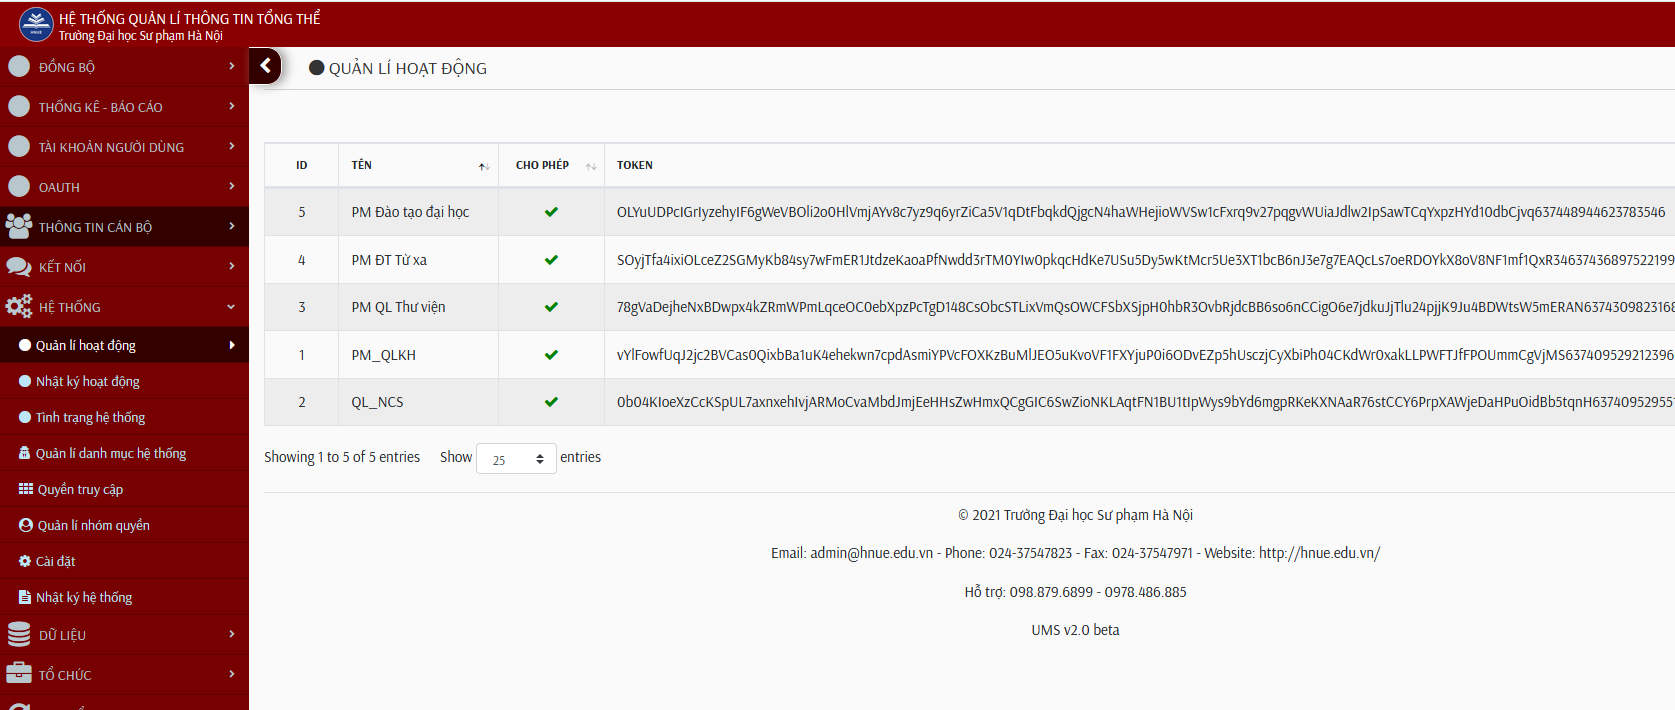 HỆ THỐNG QUẢN LÍ THÔNG TIN TỔNG THỂ
Trường Đại học Sư phạm Hà Nội
ĐỒNG BỘ
THỐNG KÊ - BÁO CÁO
TÀI KHOẢN NGƯỜI DÙNG
OAUTH
THÔNG TIN CÁN BỘ
KẾT NỐI
HỆ THỐNG
Quản lí hoạt động
Nhật ký hoạt động
Tình trạng hệ thống
Quản lí danh mục hệ thống
Quyền truy cập
Quản lí nhóm quyền
Cài đặt
Nhật ký hệ thống
DỮ LIỆU
TỔ CHỨC
QUẢN LÍ HOẠT ĐỘNG
ID TÊN CHO PHÉP TOKEN
5 PM Đào tạo đại học OLYuUDPcIGrIyzehyIF6gWeVBOli2o0HlVmjAYv8c7yz9q6yrZiCa5V1qDtFbqkdQjgcN4haWHejioWVSw1cFxrq9v27pqgvWUiaJdlw2IpSawTCqYxpzHYd10dbCjvq637448944623783546
4 PM ĐT Từ xa SOyjTfa4ixiOLceZ2SGMyKb84sy7wFmER1JtdzeKaoaPfNwdd3rTM0YIw0pkqcHdKe7USu5Dy5wKtMcr5Ue3XT1bcB6nJ3e7g7EAQcLs7oeRDOYkX8oV8NF1mf1QxR34637436897522199
3 PM QL Thư viện 78gVaDejheNxBDwpx4kZRmWPmLqceOC0ebXpzPcTgD148CsObcSTLixVmQsOWCFSbXSjpH0hbR3OvbRjdcBB6so6nCCigO6e7jdkuJjTlu24pjjK9Ju4BDWtsW5mERAN637430982316
1 PM_QLKH vYlFowfUqJ2jc2BVCas0QixbBa1uK4ehekwn7cpdAsmiYPVcFOXKzBuMlJEO5uKvoVF1FXYjuP0i6ODvEZp5hUsczjCyXbiPh04CKdWr0xakLLPWFTJfFPOUmmCgVjMS637409529212396
2 QL_NCS 0b04KIoeXzCcKSpUL7axnxehIvjARMoCvaMbdJmjEeHHsZwHmxQCgGIC6SwZioNKLAqtFN1BU1tIpWys9bYd6mgpRKeKXNAaR76stCCY6PrpXAWjeDaHPuOidBb5tqnH63740952955
Showing 1 to 5 of 5 entries Show 25 entries
© 2021 Trường Đại học Sư phạm Hà Nội
Email: admin@hnue.edu.vn - Phone: 024-37547823 - Fax: 024-37547971 - Website: http://hnue.edu.vn/
Hỗ trợ: 098.879.6899 - 0978.486.885
UMS v2.0 beta